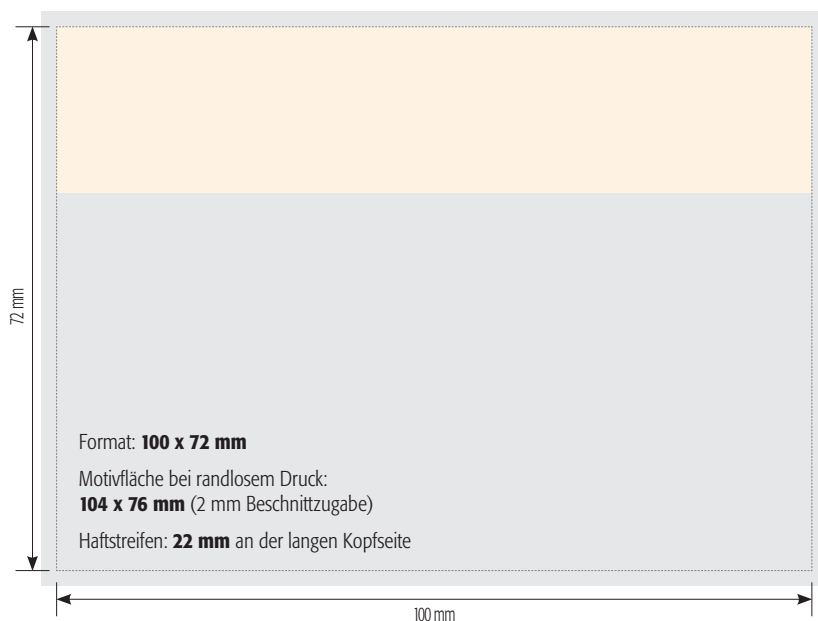 72 mm
Format: 100 x 72 mm
Motivfläche bei randlosem Druck:
104 x 76 mm (2 mm Beschnittzugabe)
Haftstreifen: 22 mm an der langen Kopfseite
100 mm